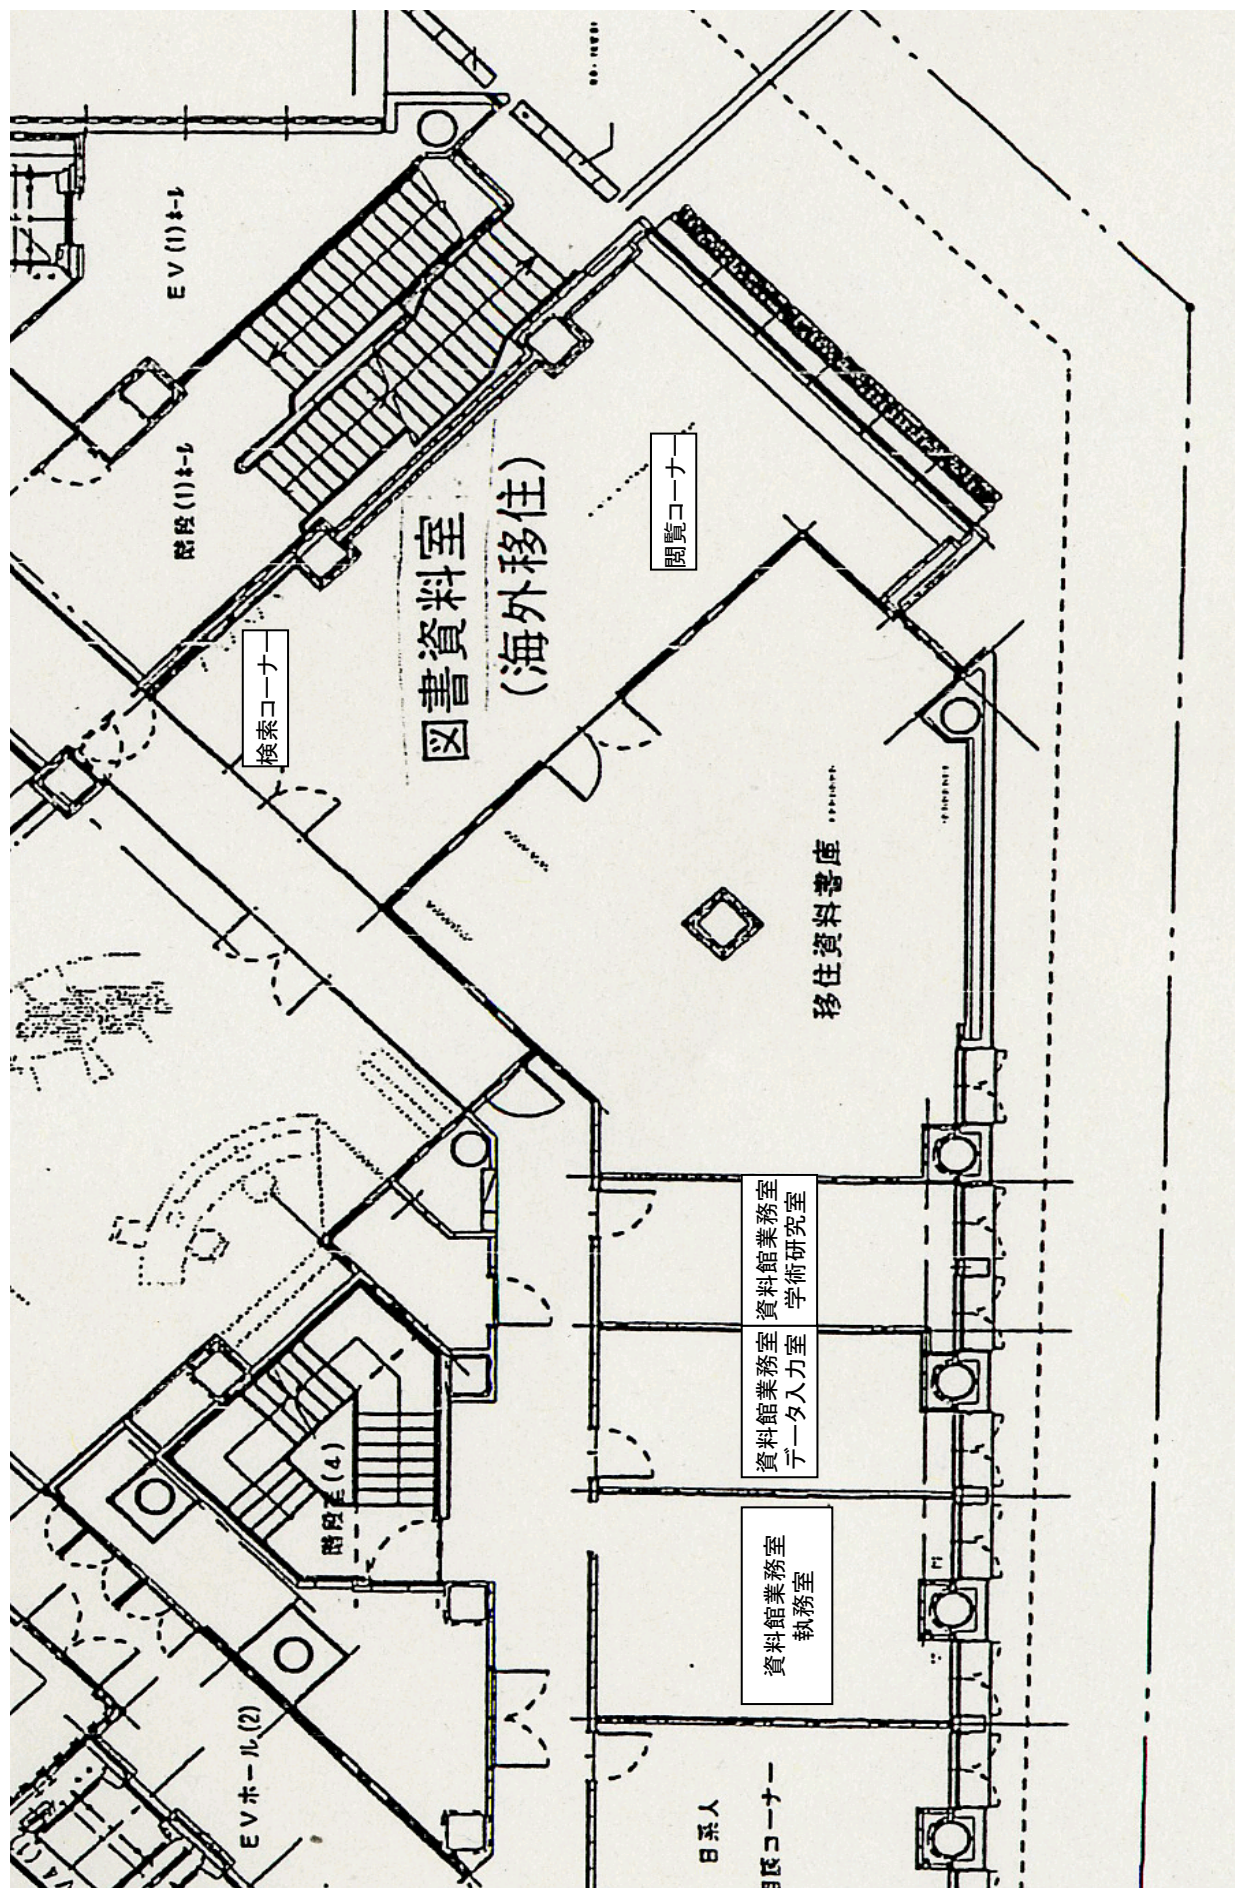 EV(1)ホール
階段(1)ホール
図書資料室
(海外移住)
閲覧コーナー
検索コーナー
移住資料書庫
資料館業務室
学術研究室
資料館業務室
データ入力室
資料館業務室
執務室
階段室(4)
EVホール(2)
日系人
コーナー